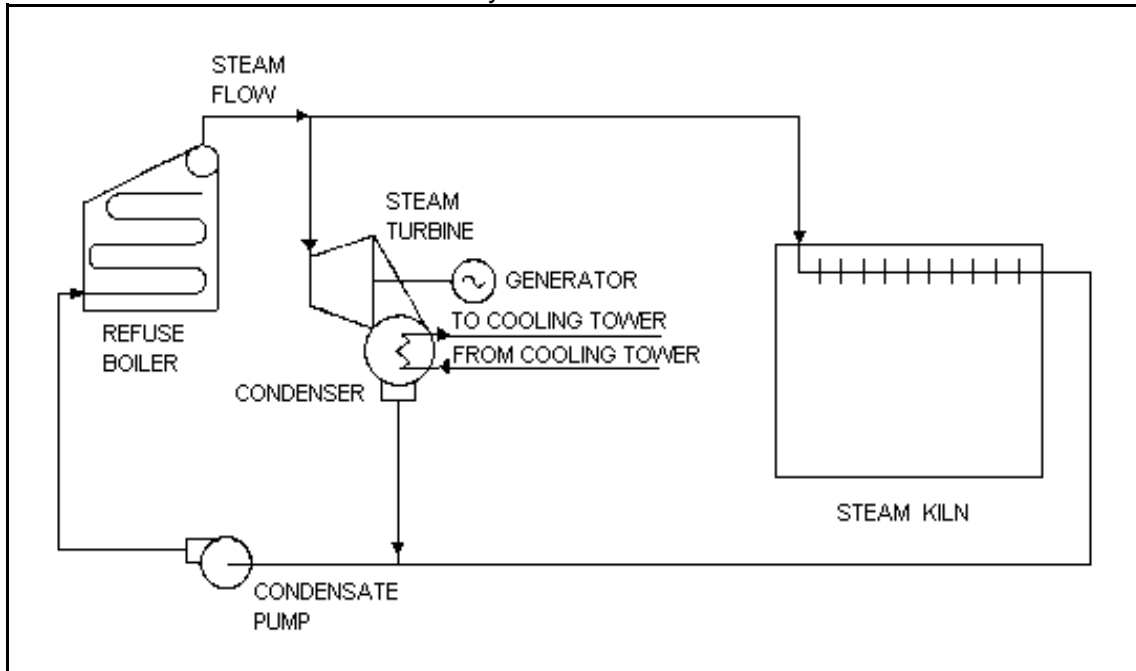 STEAM
FLOW
STEAM
TURBINE
GENERATOR
TO COOLING TOWER
FROM COOLING TOWER
REFUSE
BOILER
CONDENSER
STEAM KILN
CONDENSATE
PUMP